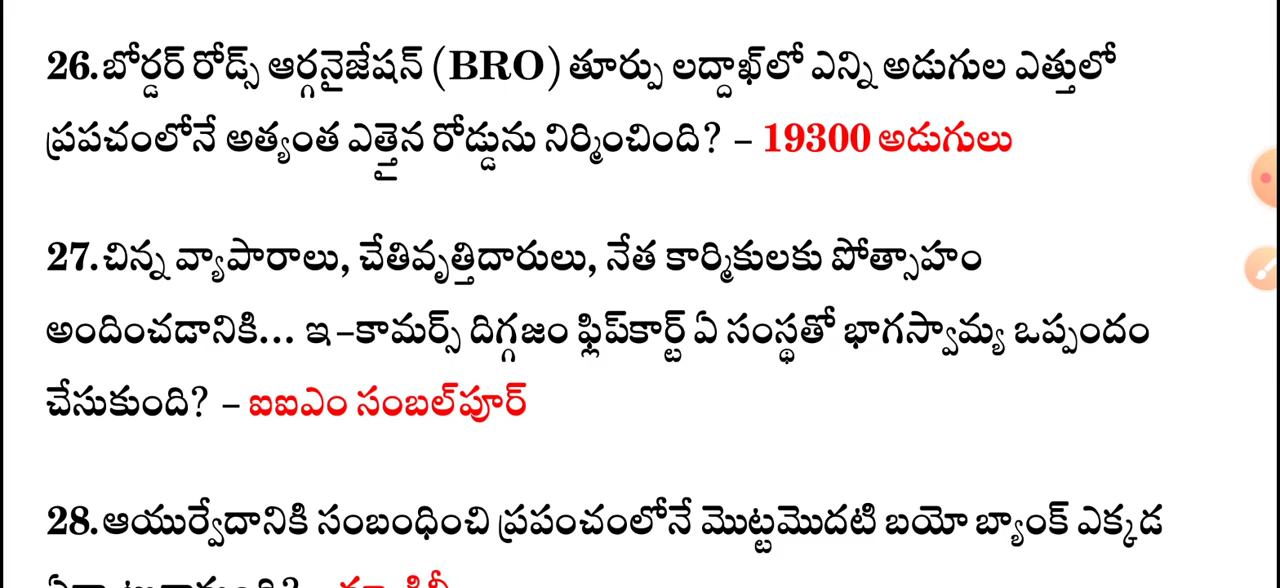 26.బోర్డర్ రోడ్స్ ఆర్గనైజేషన్ (BRO) తూర్పు లద్దాఖ్‌లో ఎన్ని అడుగుల ఎత్తులో
ప్రపచంలోనే అత్యంత ఎత్తైన రోడ్డును నిర్మించింది? – 19300 అడుగులు
27.చిన్న వ్యాపారాలు, చేతివృత్తిదారులు, నేత కార్మికులకు పోత్సాహం
అందించడానికి... ఇ–కామర్స్ దిగ్గజం ఫ్లిప్‌కార్ట్ ఏ సంస్థతో భాగస్వామ్య ఒప్పందం
చేసుకుంది? – ఐఐఎం సంబల్‌పూర్
28.ఆయుర్వేదానికి సంబంధించి ప్రపంచంలోనే మొట్టమొదటి బయో బ్యాంక్ ఎక్కడ